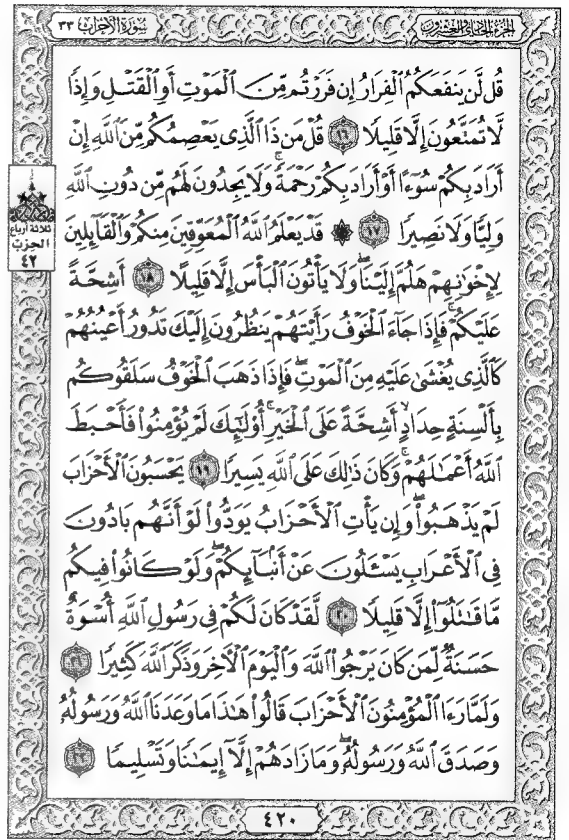 الجزء الحادي والعشرون
سورة الأحزاب ٣٣
قُل لَّن يَنفَعَكُمُ ٱلْفِرَارُ إِن فَرَرْتُم مِّنَ ٱلْمَوْتِ أَوِ ٱلْقَتْلِ وَإِذًا
لَّا تُمَتَّعُونَ إِلَّا قَلِيلًا ١٦ قُلْ مَن ذَا ٱلَّذِى يَعْصِمُكُم مِّنَ ٱللَّهِ إِنْ
أَرَادَ بِكُمْ سُوٓءًا أَوْ أَرَادَ بِكُمْ رَحْمَةً ۚ وَلَا يَجِدُونَ لَهُم مِّن دُونِ ٱللَّهِ
وَلِيًّا وَلَا نَصِيرًا ١٧ ۞ قَدْ يَعْلَمُ ٱللَّهُ ٱلْمُعَوِّقِينَ مِنكُمْ وَٱلْقَآئِلِينَ
لِإِخْوَٰنِهِمْ هَلُمَّ إِلَيْنَا ۖ وَلَا يَأْتُونَ ٱلْبَأْسَ إِلَّا قَلِيلًا ١٨ أَشِحَّةً
عَلَيْكُمْ ۖ فَإِذَا جَآءَ ٱلْخَوْفُ رَأَيْتَهُمْ يَنظُرُونَ إِلَيْكَ تَدُورُ أَعْيُنُهُمْ
كَٱلَّذِى يُغْشَىٰ عَلَيْهِ مِنَ ٱلْمَوْتِ ۖ فَإِذَا ذَهَبَ ٱلْخَوْفُ سَلَقُوكُم
بِأَلْسِنَةٍ حِدَادٍ أَشِحَّةً عَلَى ٱلْخَيْرِ ۚ أُو۟لَٰٓئِكَ لَمْ يُؤْمِنُوا۟ فَأَحْبَطَ
ٱللَّهُ أَعْمَٰلَهُمْ ۚ وَكَانَ ذَٰلِكَ عَلَى ٱللَّهِ يَسِيرًا ١٩ يَحْسَبُونَ ٱلْأَحْزَابَ
لَمْ يَذْهَبُوا۟ ۖ وَإِن يَأْتِ ٱلْأَحْزَابُ يَوَدُّوا۟ لَوْ أَنَّهُم بَادُونَ
فِى ٱلْأَعْرَابِ يَسْـَٔلُونَ عَنْ أَنۢبَآئِكُمْ ۖ وَلَوْ كَانُوا۟ فِيكُم
مَّا قَٰتَلُوٓا۟ إِلَّا قَلِيلًا ٢٠ لَّقَدْ كَانَ لَكُمْ فِى رَسُولِ ٱللَّهِ أُسْوَةٌ
حَسَنَةٌ لِّمَن كَانَ يَرْجُوا۟ ٱللَّهَ وَٱلْيَوْمَ ٱلْأَخِرَ وَذَكَرَ ٱللَّهَ كَثِيرًا ٢١
وَلَمَّا رَءَا ٱلْمُؤْمِنُونَ ٱلْأَحْزَابَ قَالُوا۟ هَٰذَا مَا وَعَدَنَا ٱللَّهُ وَرَسُولُهُۥ
وَصَدَقَ ٱللَّهُ وَرَسُولُهُۥ ۚ وَمَا زَادَهُمْ إِلَّآ إِيمَٰنًا وَتَسْلِيمًا ٢٢
ثلاثة أرباع
الحزب
٤٢
٤٢٠